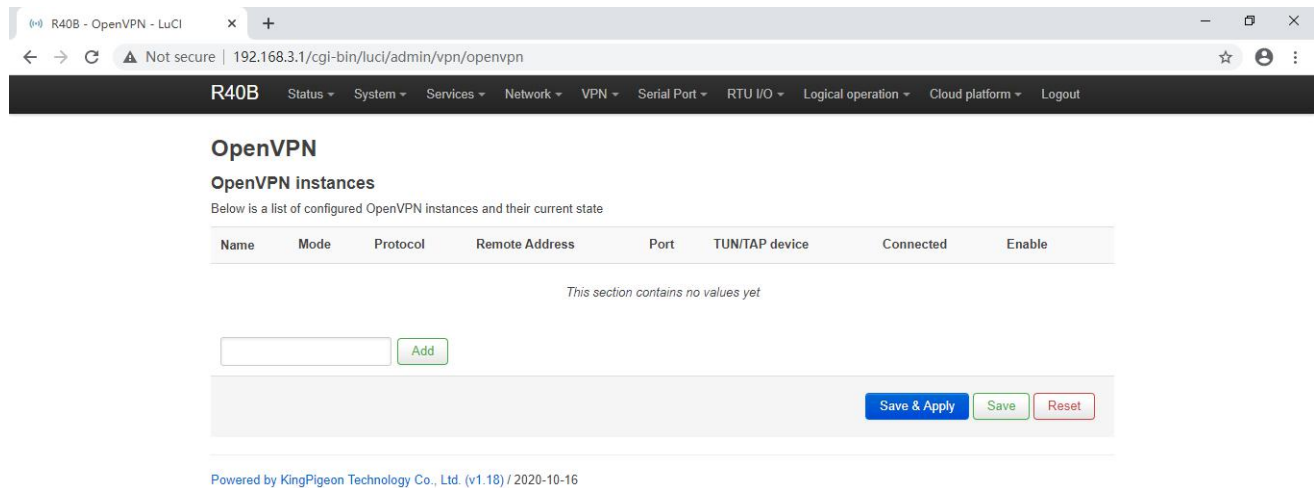 R40B - OpenVPN - LuCI
Not secure | 192.168.3.1/cgi-bin/luci/admin/vpn/openvpn
R40B Status System Services Network VPN Serial Port RTU I/O Logical operation Cloud platform Logout
OpenVPN
OpenVPN instances
Below is a list of configured OpenVPN instances and their current state
Name Mode Protocol Remote Address Port TUN/TAP device Connected Enable
This section contains no values yet
Add
Save & Apply Save Reset
Powered by KingPigeon Technology Co., Ltd. (v1.18) / 2020-10-16